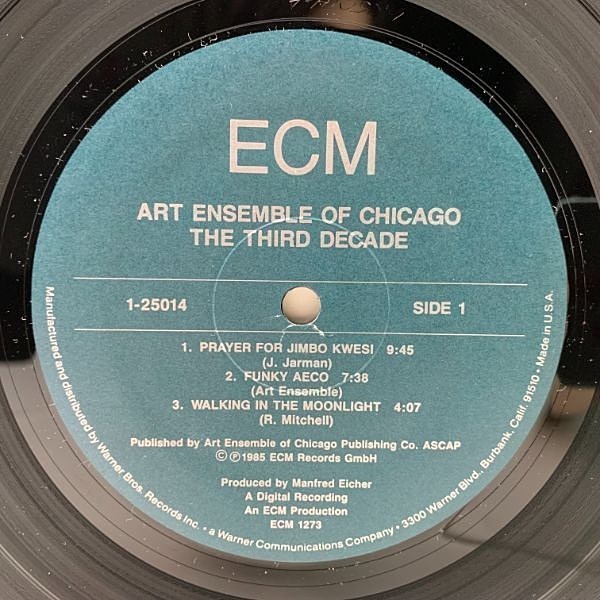 ECM
ART ENSEMBLE OF CHICAGO
THE THIRD DECADE
1-25014
SIDE 1
1. PRAYER FOR JIMBO KWESI 9:45
(J. Jarman)
2. FUNKY AECO 7:38
(Art Ensemble)
3. WALKING IN THE MOONLIGHT 4:07
(R. Mitchell)
Published by Art Ensemble of Chicago Publishing Co. ASCAP
© ℗ 1985 ECM Records GmbH
Produced by Manfred Eicher
A Digital Recording
An ECM Production
ECM 1273
Manufactured and distributed by Warner Bros. Records Inc. • a Warner Communications Company • 3300 Warner Blvd., Burbank, Calif. 91510 • Made in U.S.A.